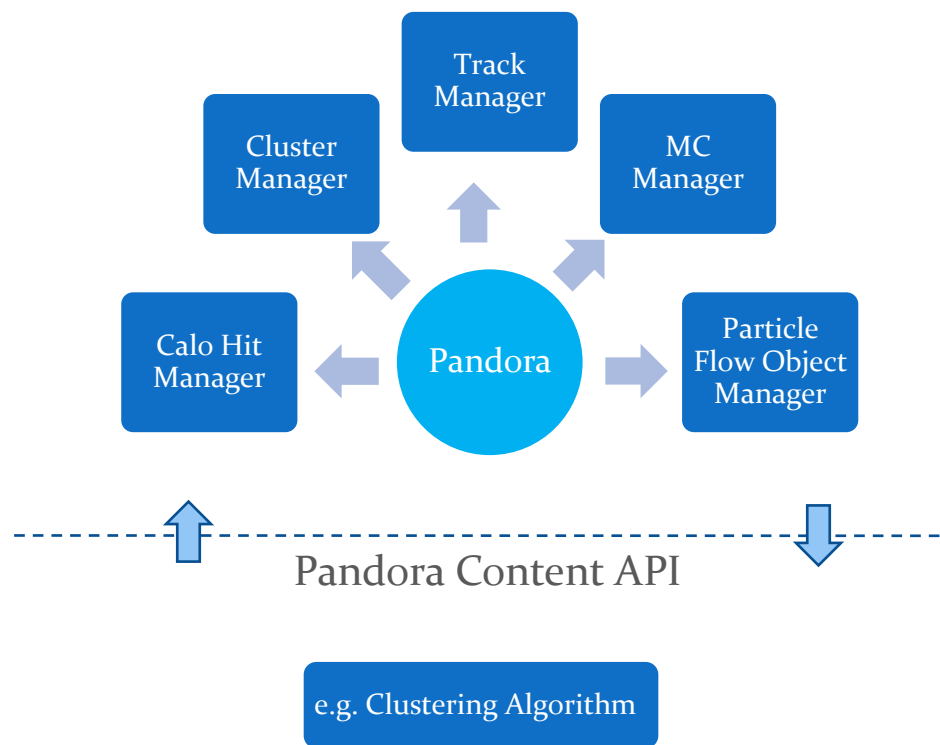 Track
Manager
Cluster
Manager
MC
Manager
Calo Hit
Manager
Pandora
Particle
Flow Object
Manager
Pandora Content API
e.g. Clustering Algorithm